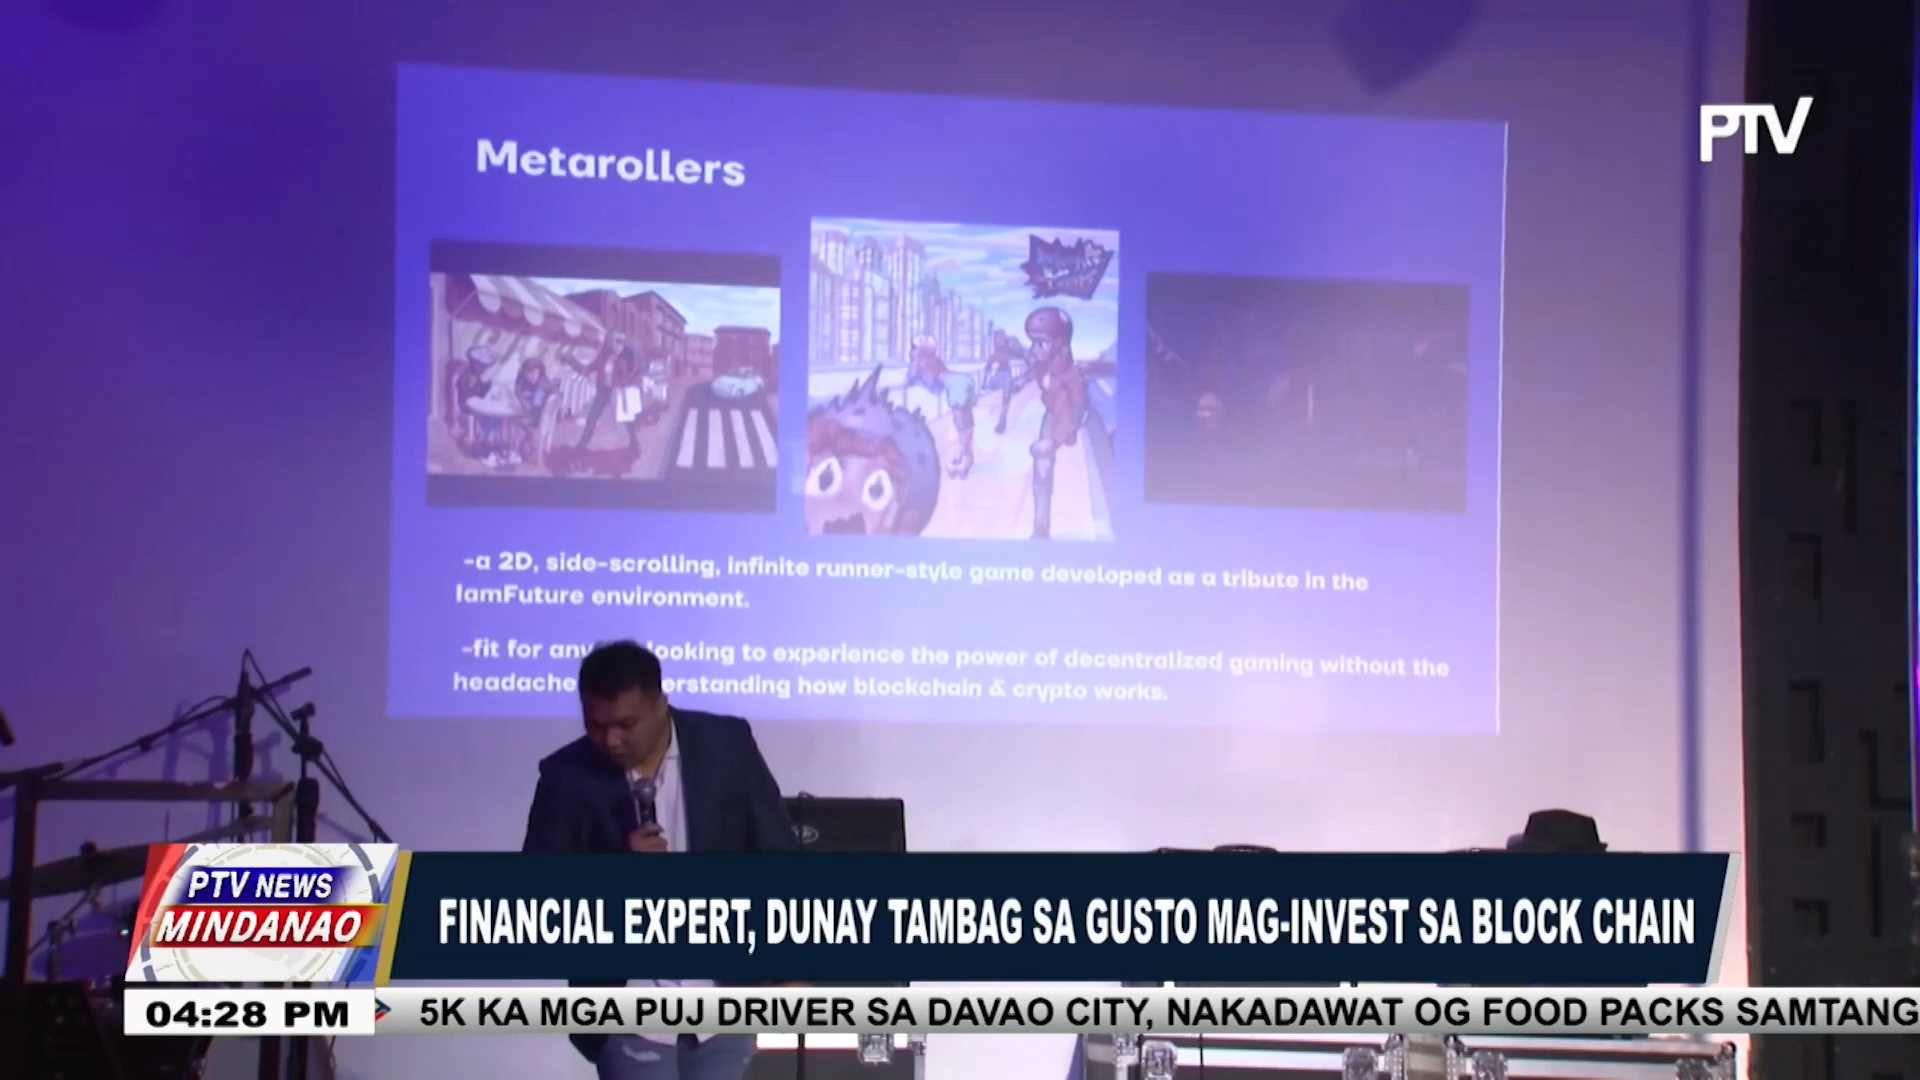 PTV
Metarollers
-a 2D, side-scrolling, infinite runner-style game developed as a tribute in the
IamFuture environment.
-fit for looking to experience the power of decentralized gaming without the
headache how blockchain & crypto works.
PTV NEWS
MINDANAO
FINANCIAL EXPERT, DUNAY TAMBAG SA GUSTO MAG-INVEST SA BLOCK CHAIN
04:28 PM
5K KA MGA PUJ DRIVER SA DAVAO CITY, NAKADAWAT OG FOOD PACKS SAMTANG